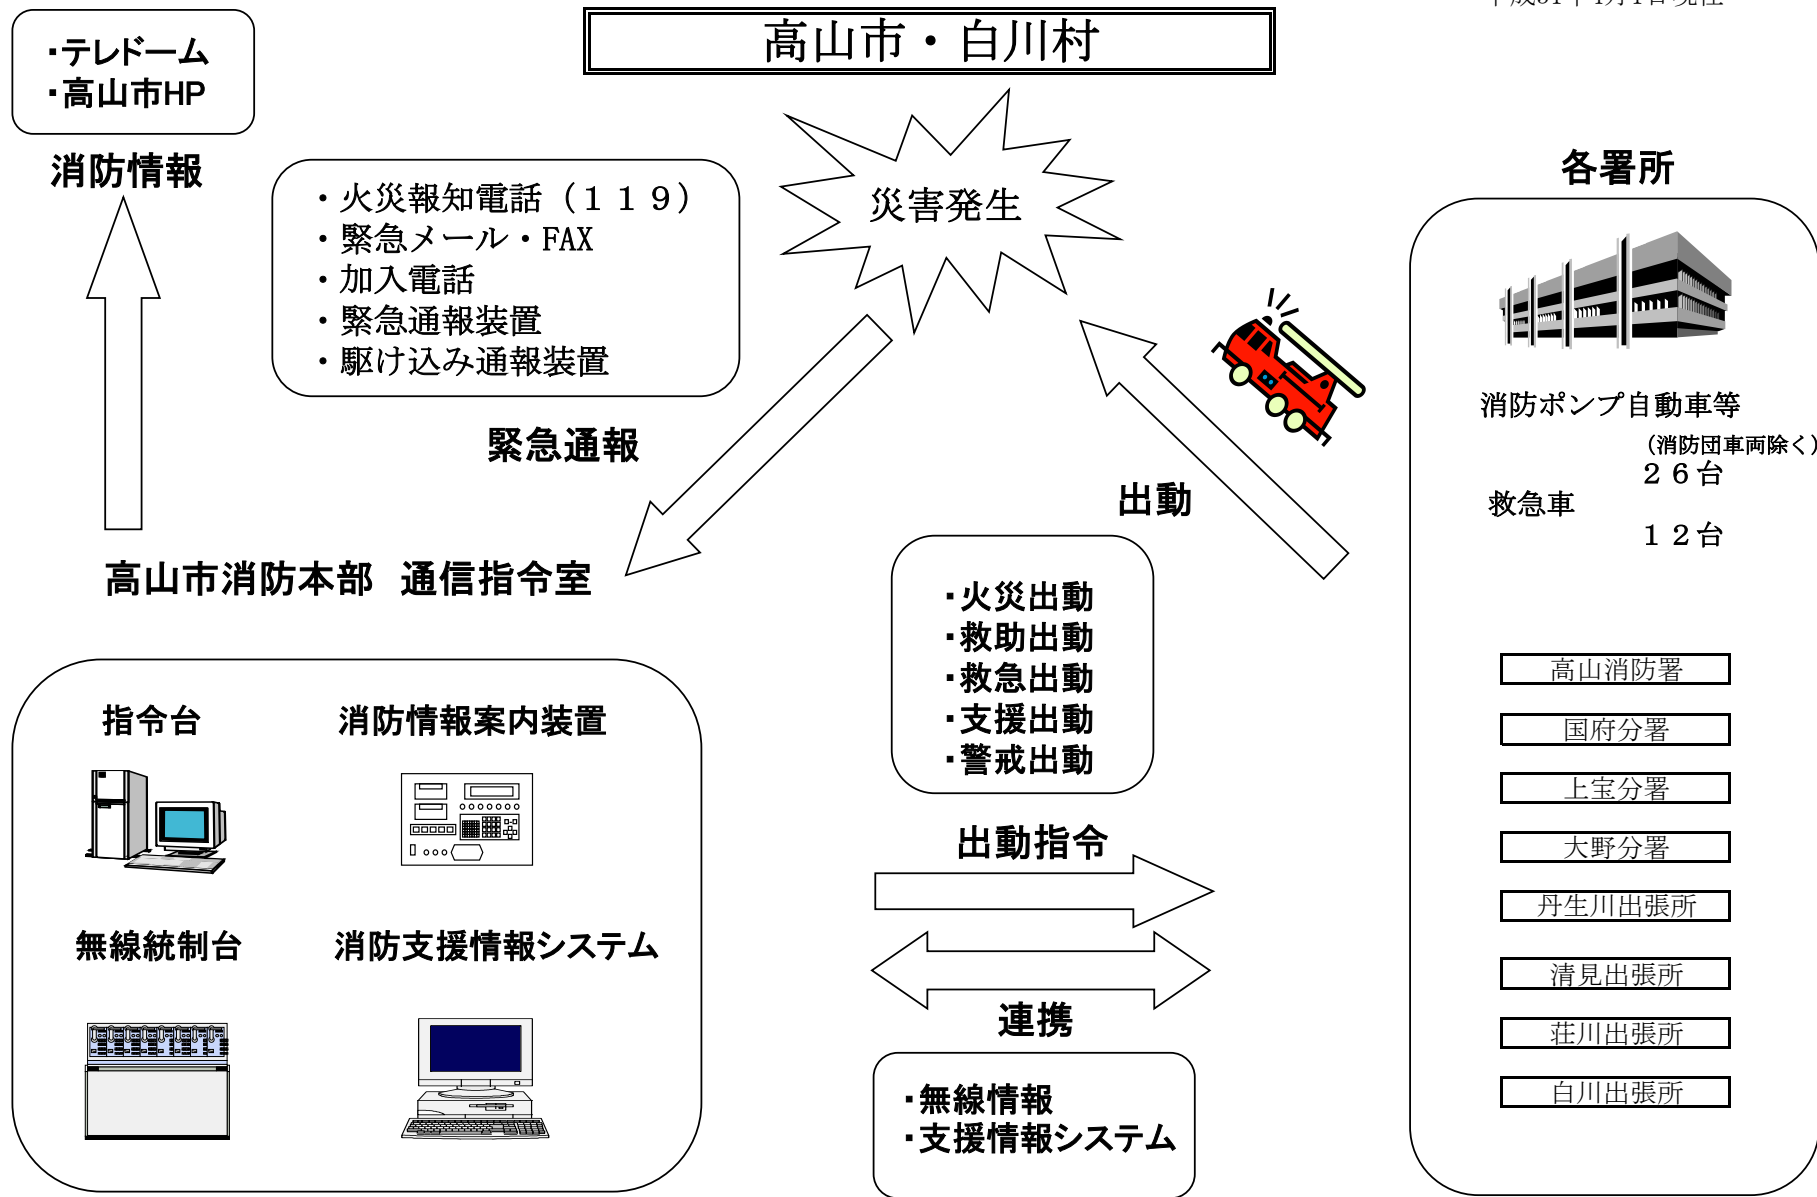 高山市・白川村
・テレドーム
・高山市HP
消防情報
・火災報知電話（１１９）
・緊急メール・FAX
・加入電話
・緊急通報装置
・駆け込み通報装置
緊急通報
災害発生
出動
高山市消防本部　通信指令室
指令台
消防情報案内装置
無線統制台
消防支援情報システム
・火災出動
・救助出動
・救急出動
・支援出動
・警戒出動
出動指令
連携
・無線情報
・支援情報システム
各署所
消防ポンプ自動車等
（消防団車両除く）
２６台
救急車
１２台
高山消防署
国府分署
上宝分署
大野分署
丹生川出張所
清見出張所
荘川出張所
白川出張所